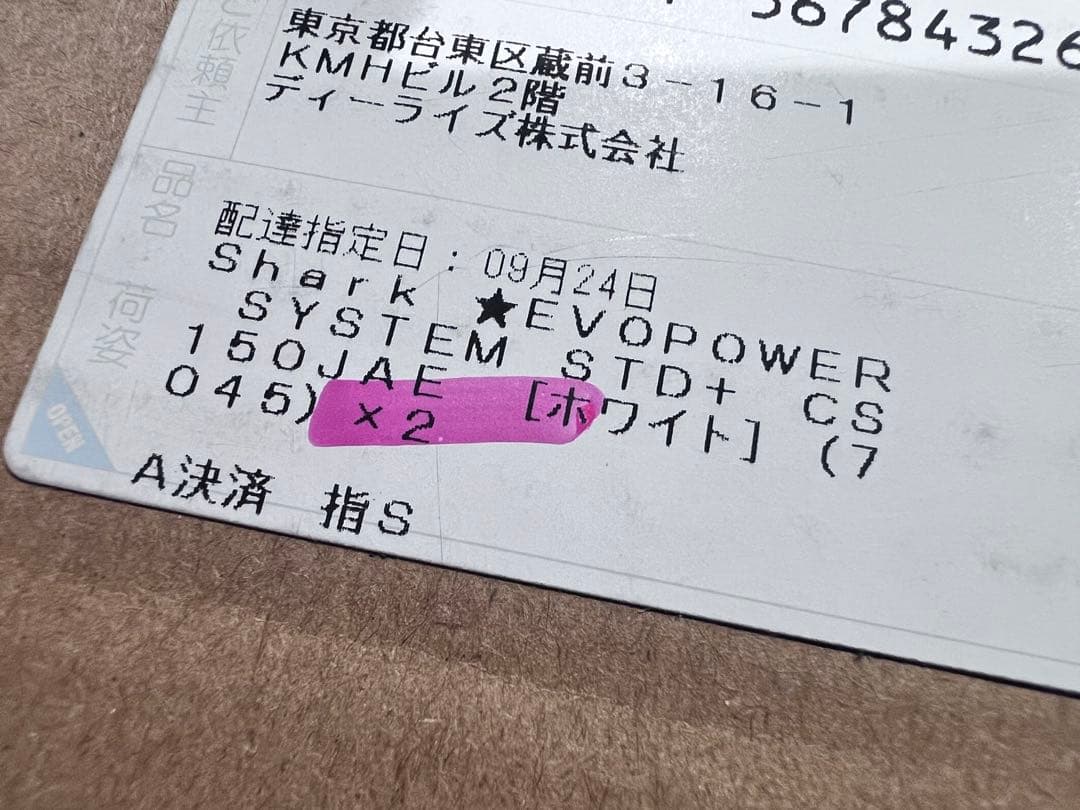 56784326
ご依頼主
東京都台東区蔵前3-16-1
KMHビル2階
ディーライズ株式会社
品名
配達指定日:09月24日
Shark ★EVOPOWER
SYSTEM STD+ CS
150JAE [ホワイト] (7
045)×2
荷姿
OPEN
A決済 指S